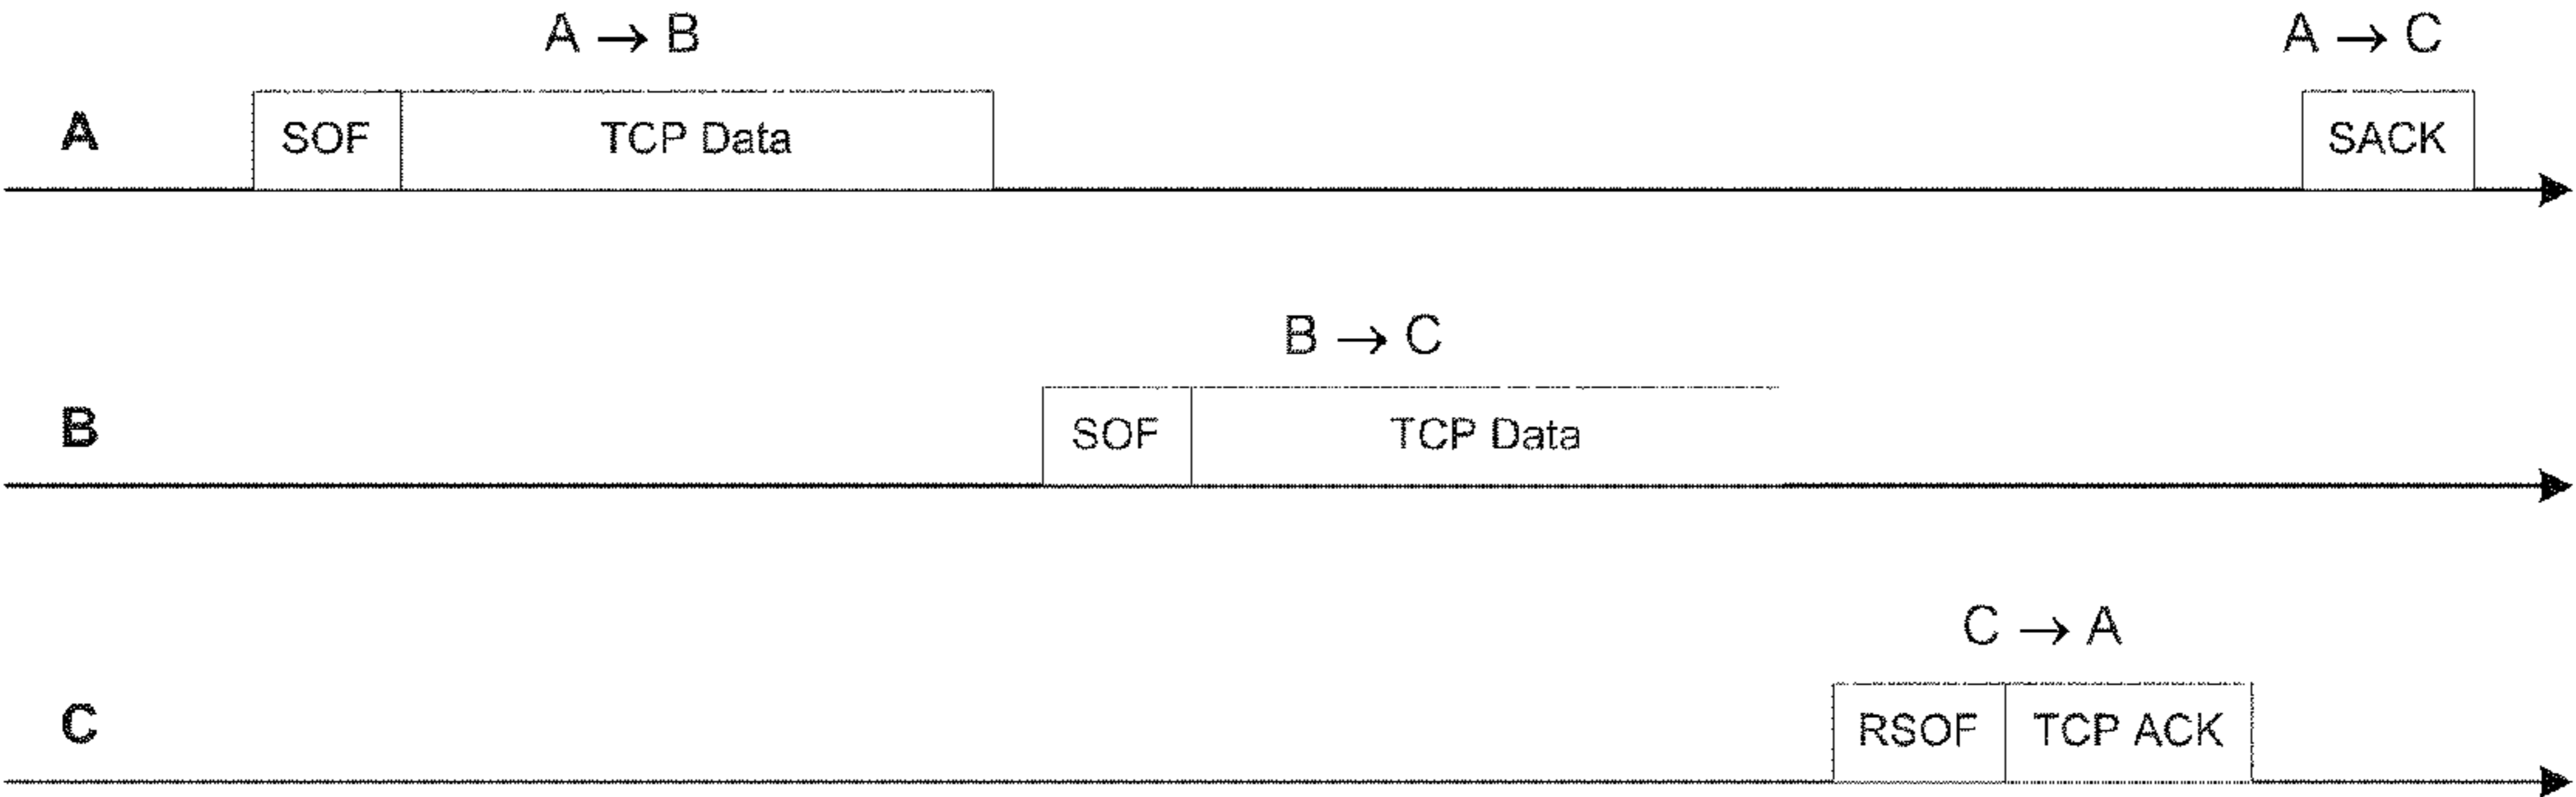 A → B
A → C
A
SOF
TCP Data
SACK
B → C
B
SOF
TCP Data
C → A
C
RSOF
TCP ACK